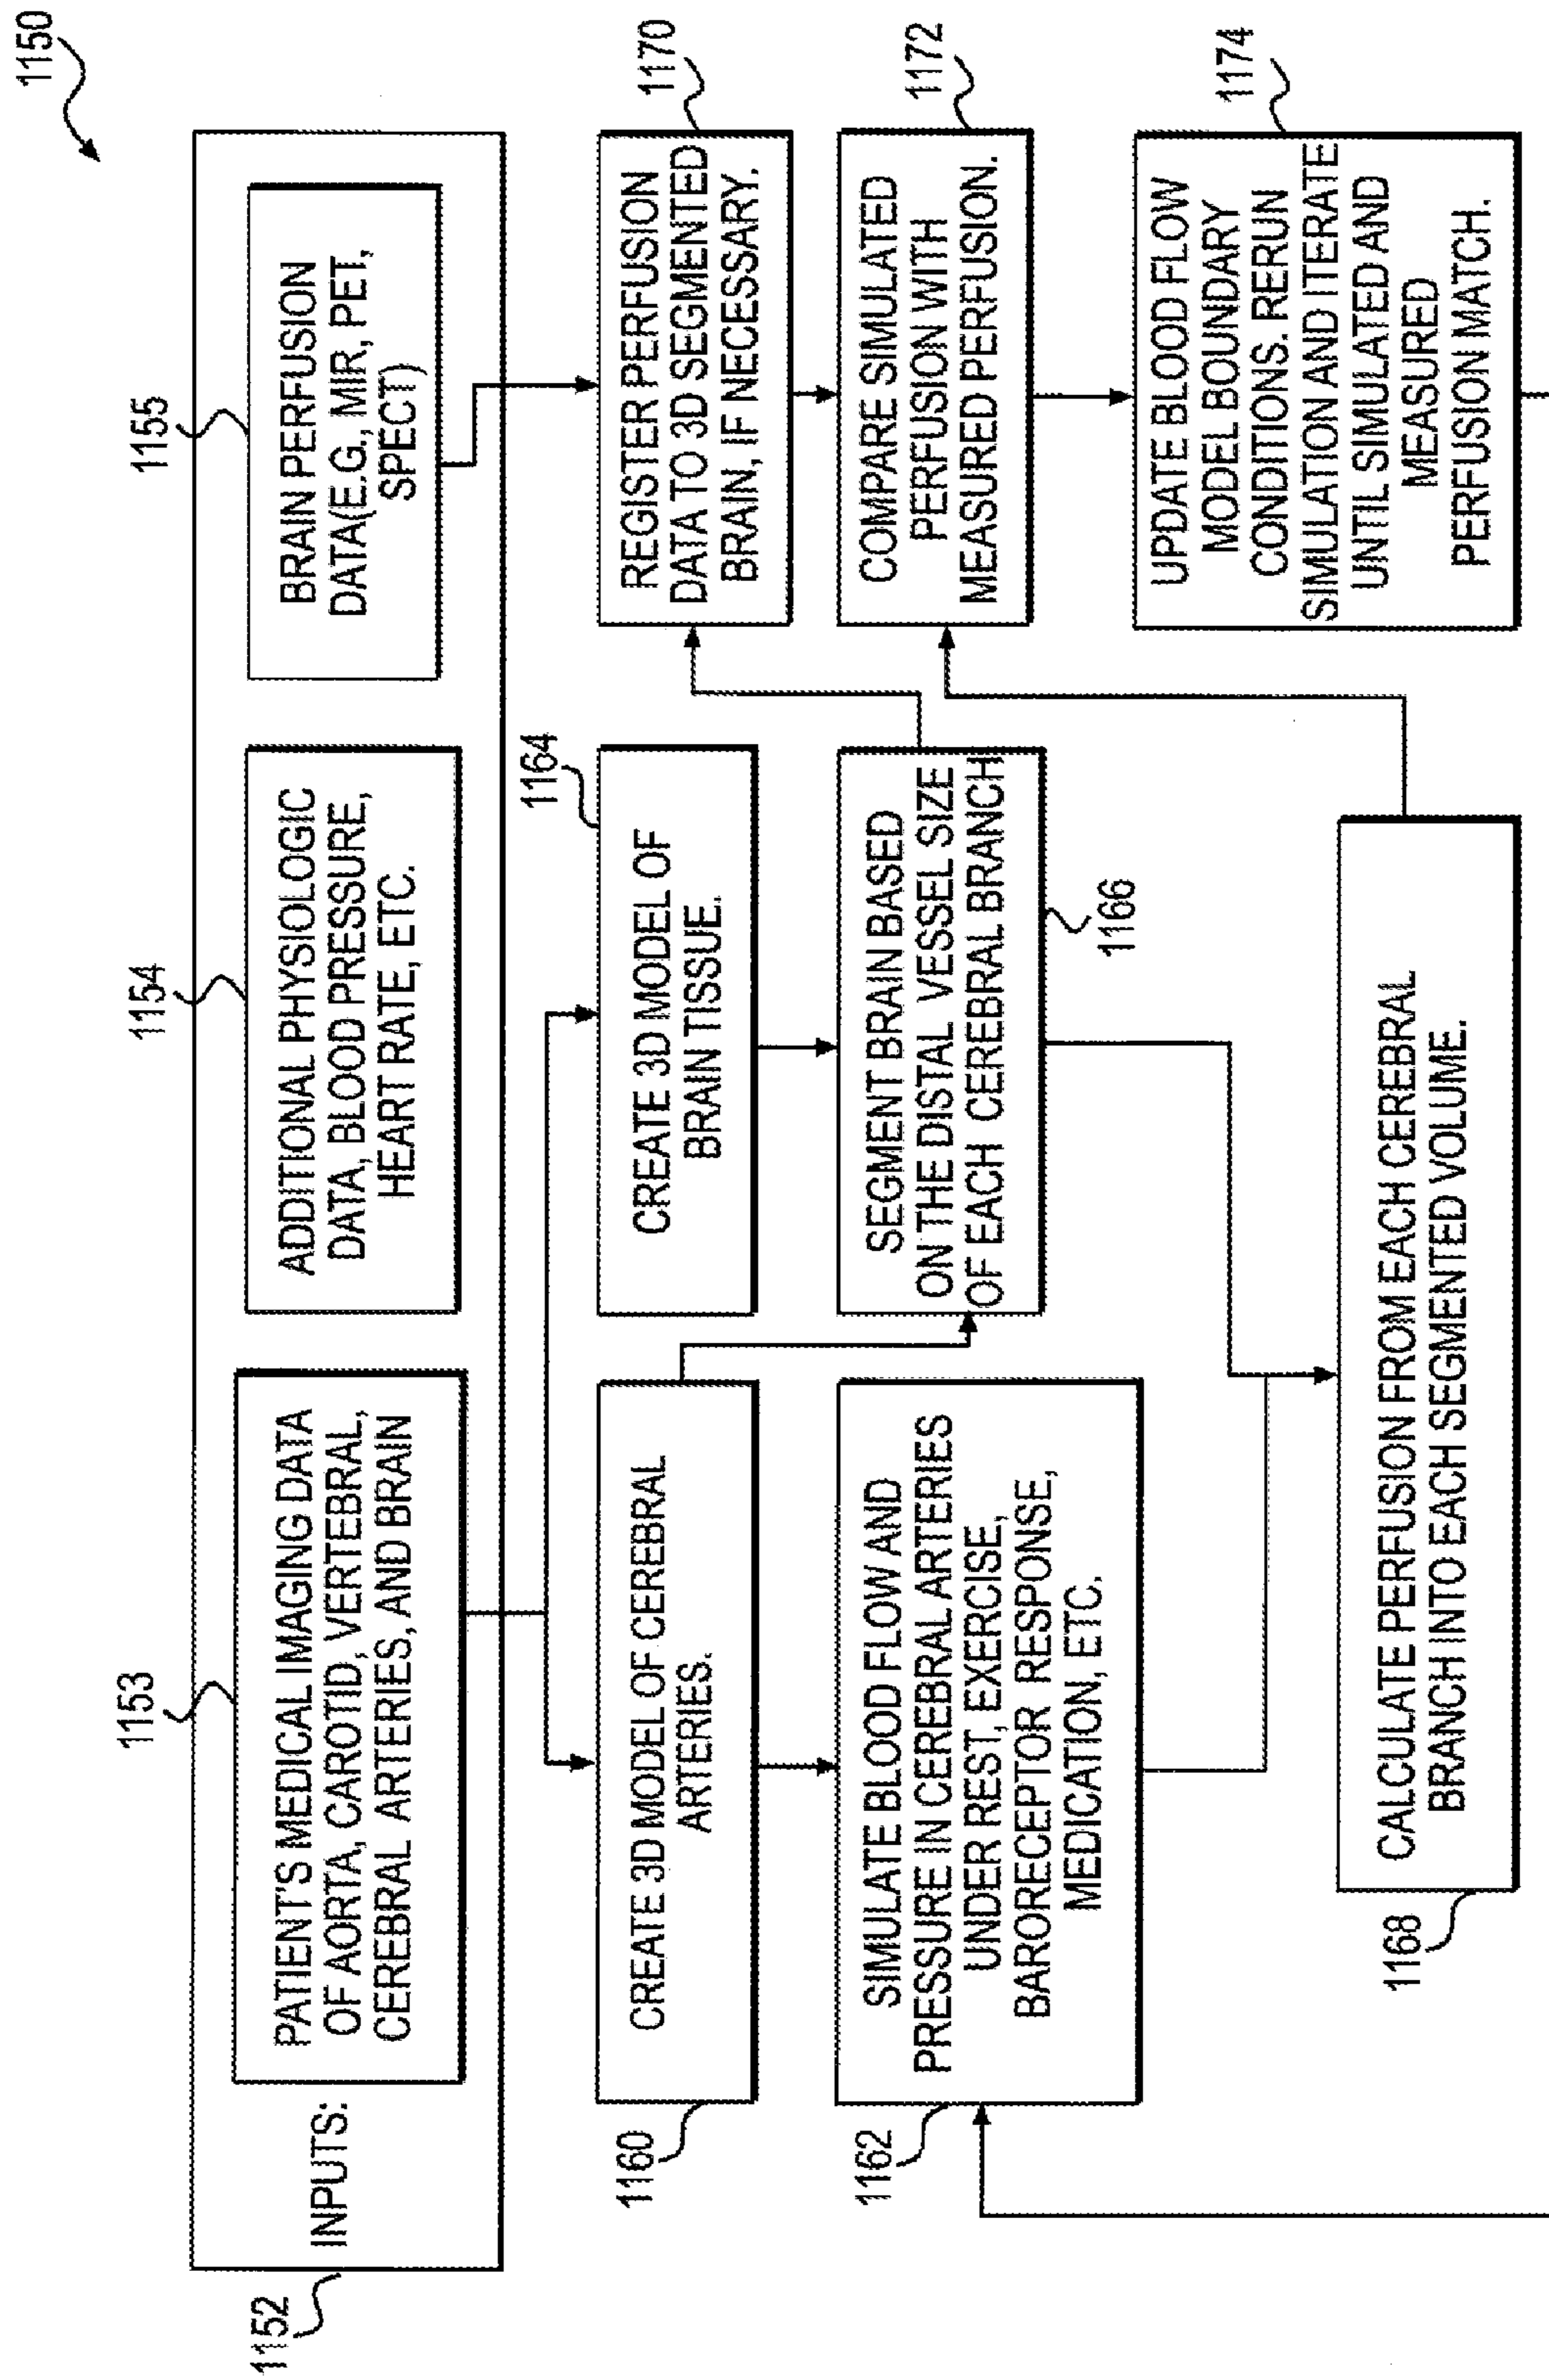 1150
1152
INPUTS:
1153
PATIENT'S MEDICAL IMAGING DATA
OF AORTA, CAROTID, VERTEBRAL,
CEREBRAL ARTERIES, AND BRAIN
1154
ADDITIONAL PHYSIOLOGIC
DATA, BLOOD PRESSURE,
HEART RATE, ETC.
1155
BRAIN PERFUSION
DATA(E.G., MIR, PET,
SPECT)
1160
CREATE 3D MODEL OF CEREBRAL
ARTERIES.
1164
CREATE 3D MODEL OF
BRAIN TISSUE.
1170
REGISTER PERFUSION
DATA TO 3D SEGMENTED
BRAIN, IF NECESSARY.
1162
SIMULATE BLOOD FLOW AND
PRESSURE IN CEREBRAL ARTERIES
UNDER REST, EXERCISE,
BARORECEPTOR RESPONSE,
MEDICATION, ETC.
SEGMENT BRAIN BASED
ON THE DISTAL VESSEL SIZE
OF EACH CEREBRAL BRANCH
1166
1172
COMPARE SIMULATED
PERFUSION WITH
MEASURED PERFUSION.
1168
CALCULATE PERFUSION FROM EACH CEREBRAL
BRANCH INTO EACH SEGMENTED VOLUME.
1174
UPDATE BLOOD FLOW
MODEL BOUNDARY
CONDITIONS. RERUN
SIMULATION AND ITERATE
UNTIL SIMULATED AND
MEASURED
PERFUSION MATCH.